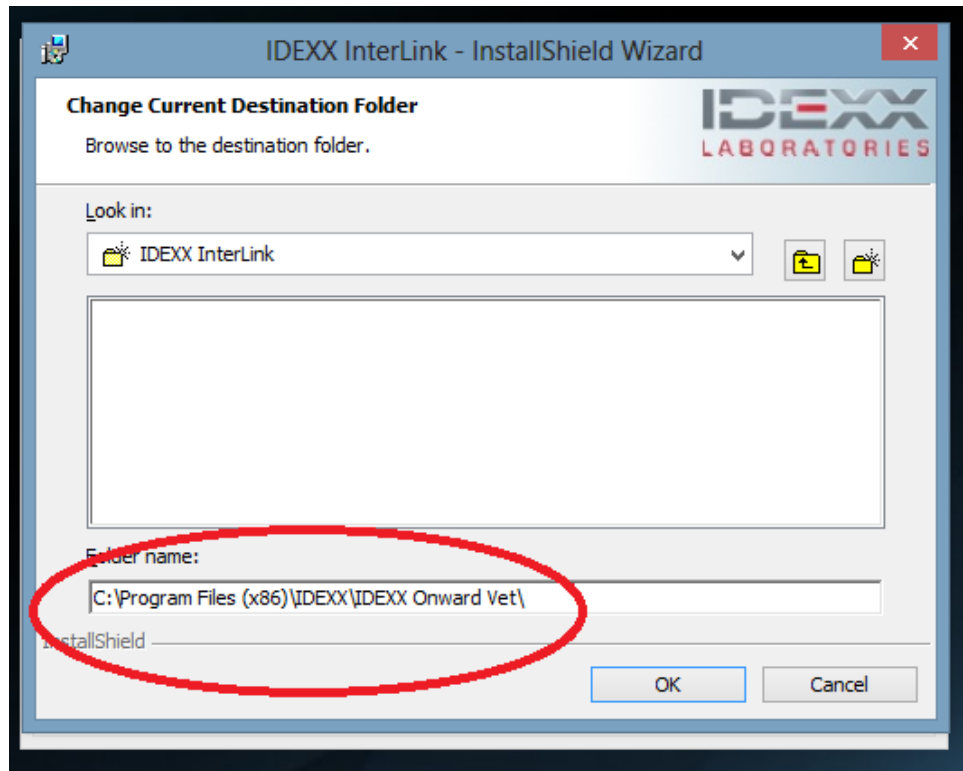 IDEXX InterLink - InstallShield Wizard
Change Current Destination Folder
Browse to the destination folder.
IDEXX
LABORATORIES
Look in:
IDEXX InterLink
Folder name:
C:\Program Files (x86)\IDEXX\IDEXX Onward Vet\
InstallShield
OK
Cancel